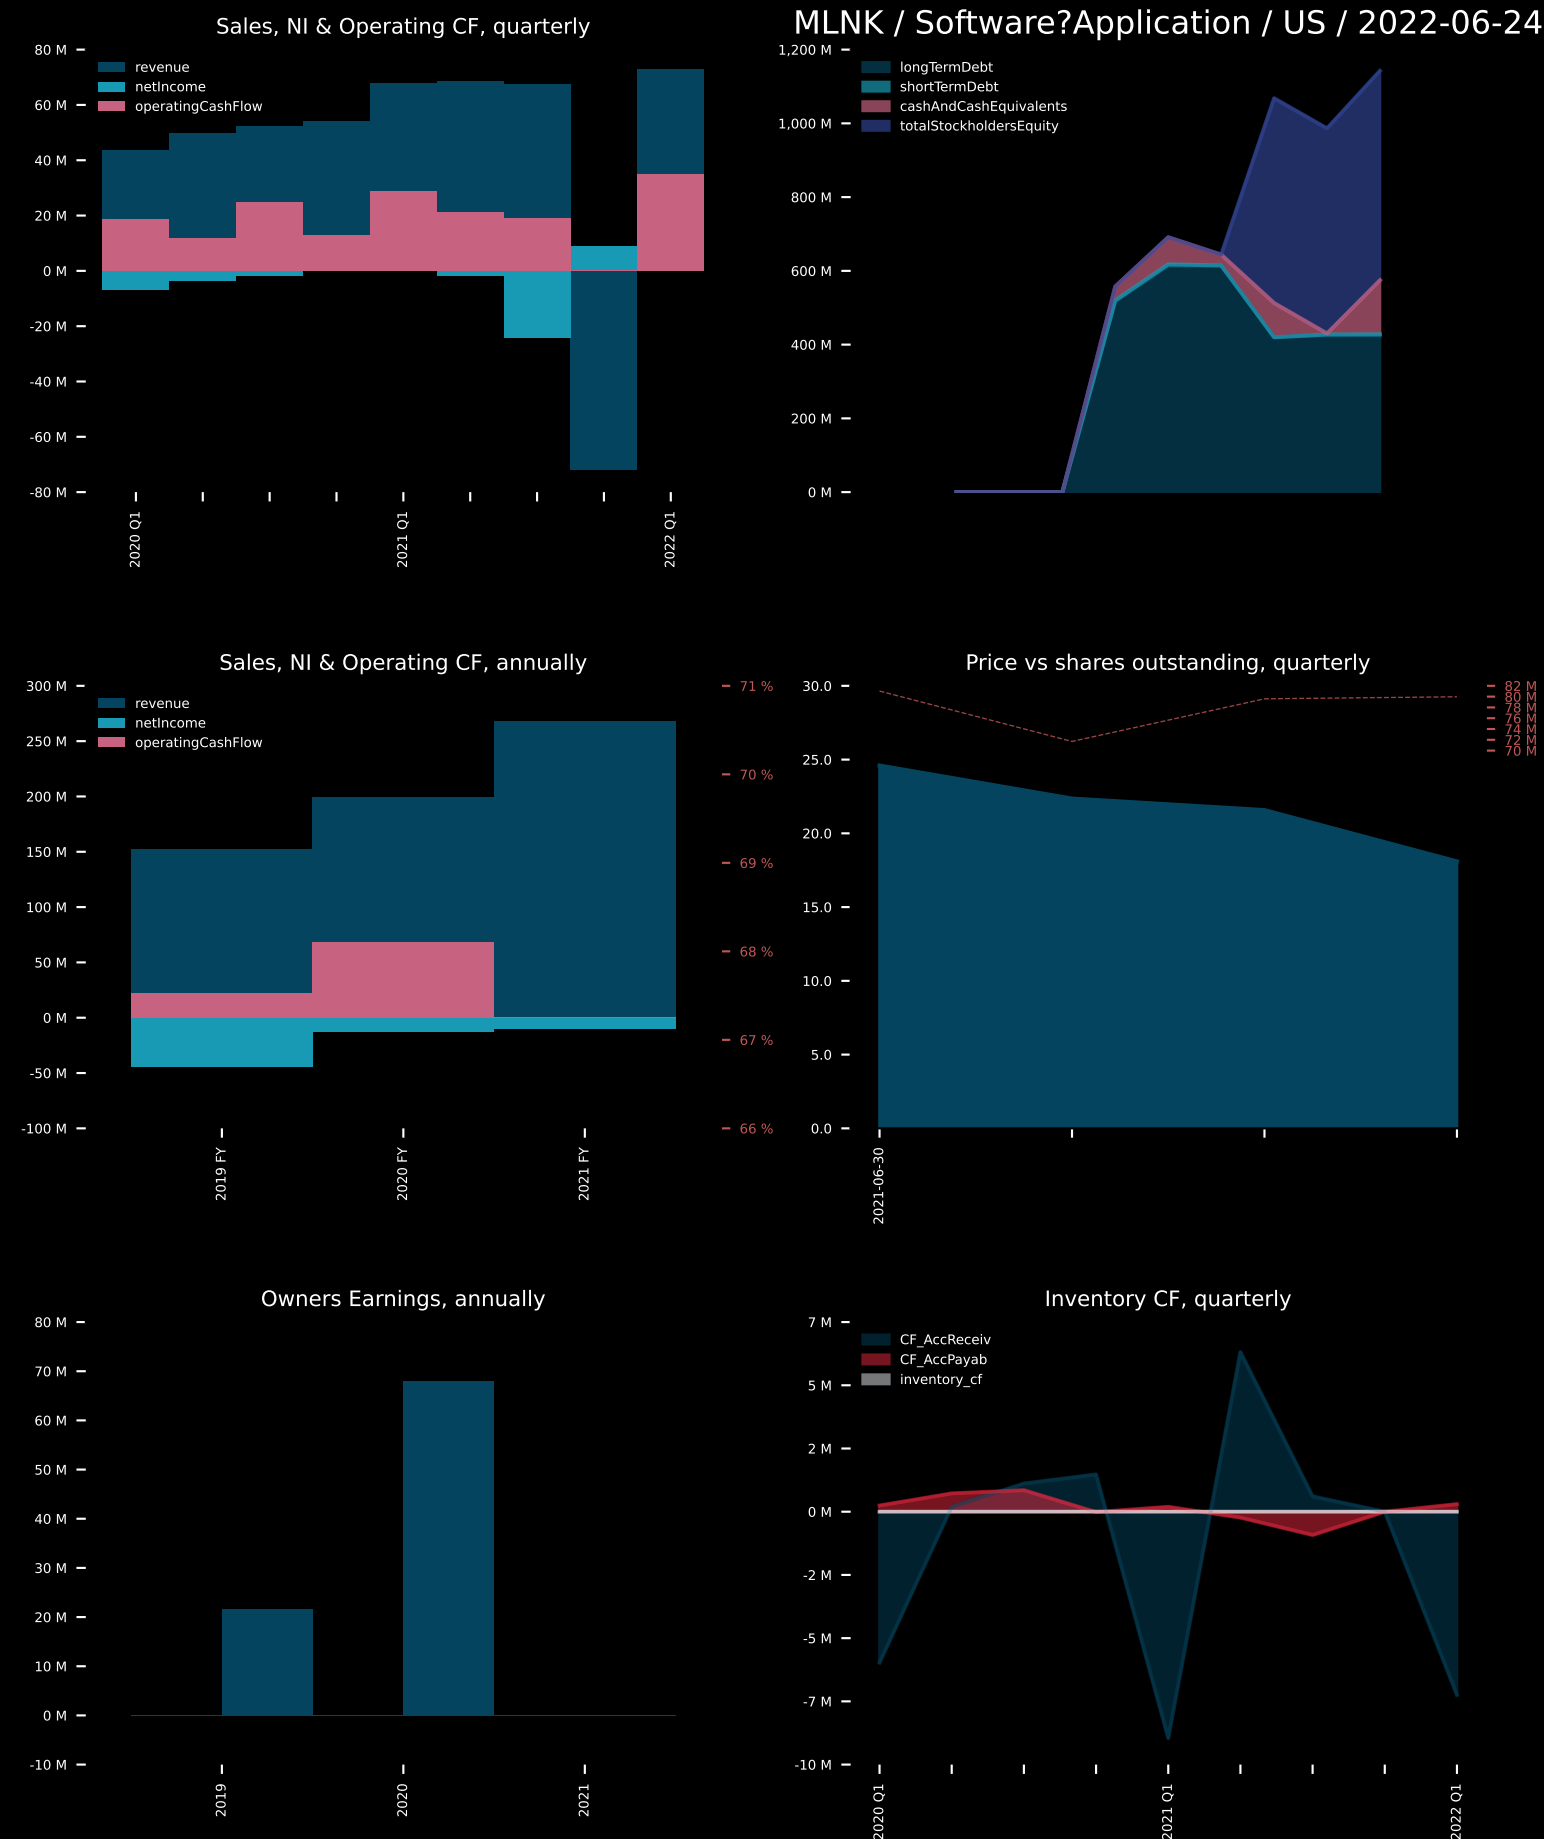 Sales, NI & Operating CF, quarterly
80 M
60 M
40 M
20 M
0 M
-20 M
-40 M
-60 M
-80 M
revenue
netIncome
operatingCashFlow
2020 Q1
2021 Q1
2022 Q1
MLNK / Software?Application / US / 2022-06-24
1,200 M
1,000 M
800 M
600 M
400 M
200 M
0 M
longTermDebt
shortTermDebt
cashAndCashEquivalents
totalStockholdersEquity
Sales, NI & Operating CF, annually
300 M
250 M
200 M
150 M
100 M
50 M
0 M
-50 M
-100 M
revenue
netIncome
operatingCashFlow
71 %
70 %
69 %
68 %
67 %
66 %
2019 FY
2020 FY
2021 FY
Price vs shares outstanding, quarterly
30.0
25.0
20.0
15.0
10.0
5.0
0.0
82 M
80 M
78 M
76 M
74 M
72 M
70 M
2021-06-30
Owners Earnings, annually
80 M
70 M
60 M
50 M
40 M
30 M
20 M
10 M
0 M
-10 M
2019
2020
2021
Inventory CF, quarterly
7 M
5 M
2 M
0 M
-2 M
-5 M
-7 M
-10 M
CF_AccReceiv
CF_AccPayab
inventory_cf
2020 Q1
2021 Q1
2022 Q1